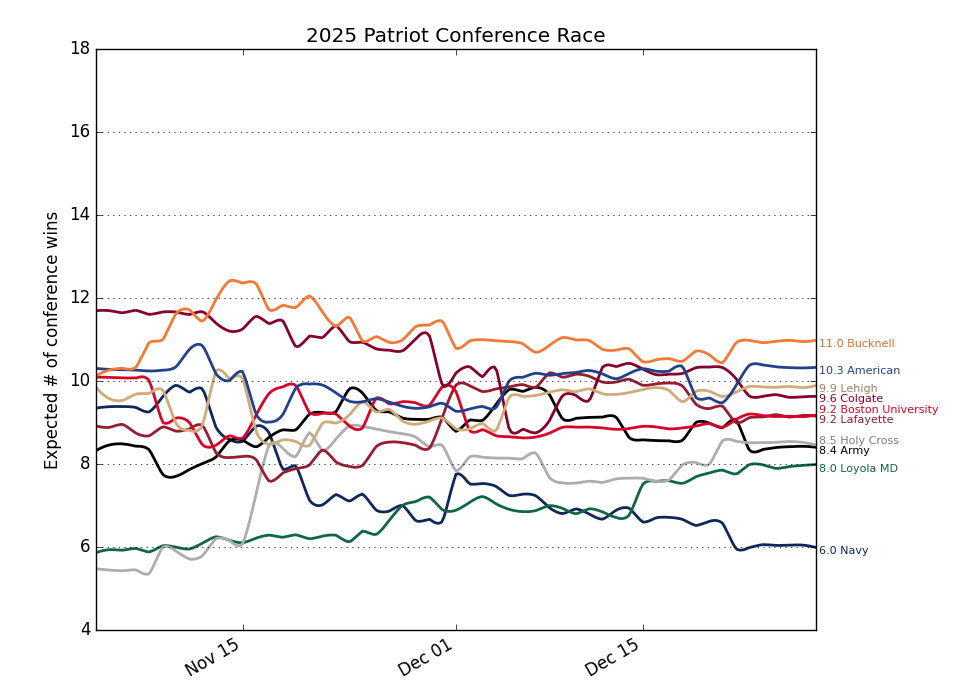 2025 Patriot Conference Race
Expected # of conference wins
18
16
14
12
10
8
6
4
Nov 15
Dec 01
Dec 15
11.0 Bucknell
10.3 American
9.9 Lehigh
9.6 Colgate
9.2 Boston University
9.2 Lafayette
8.5 Holy Cross
8.4 Army
8.0 Loyola MD
6.0 Navy